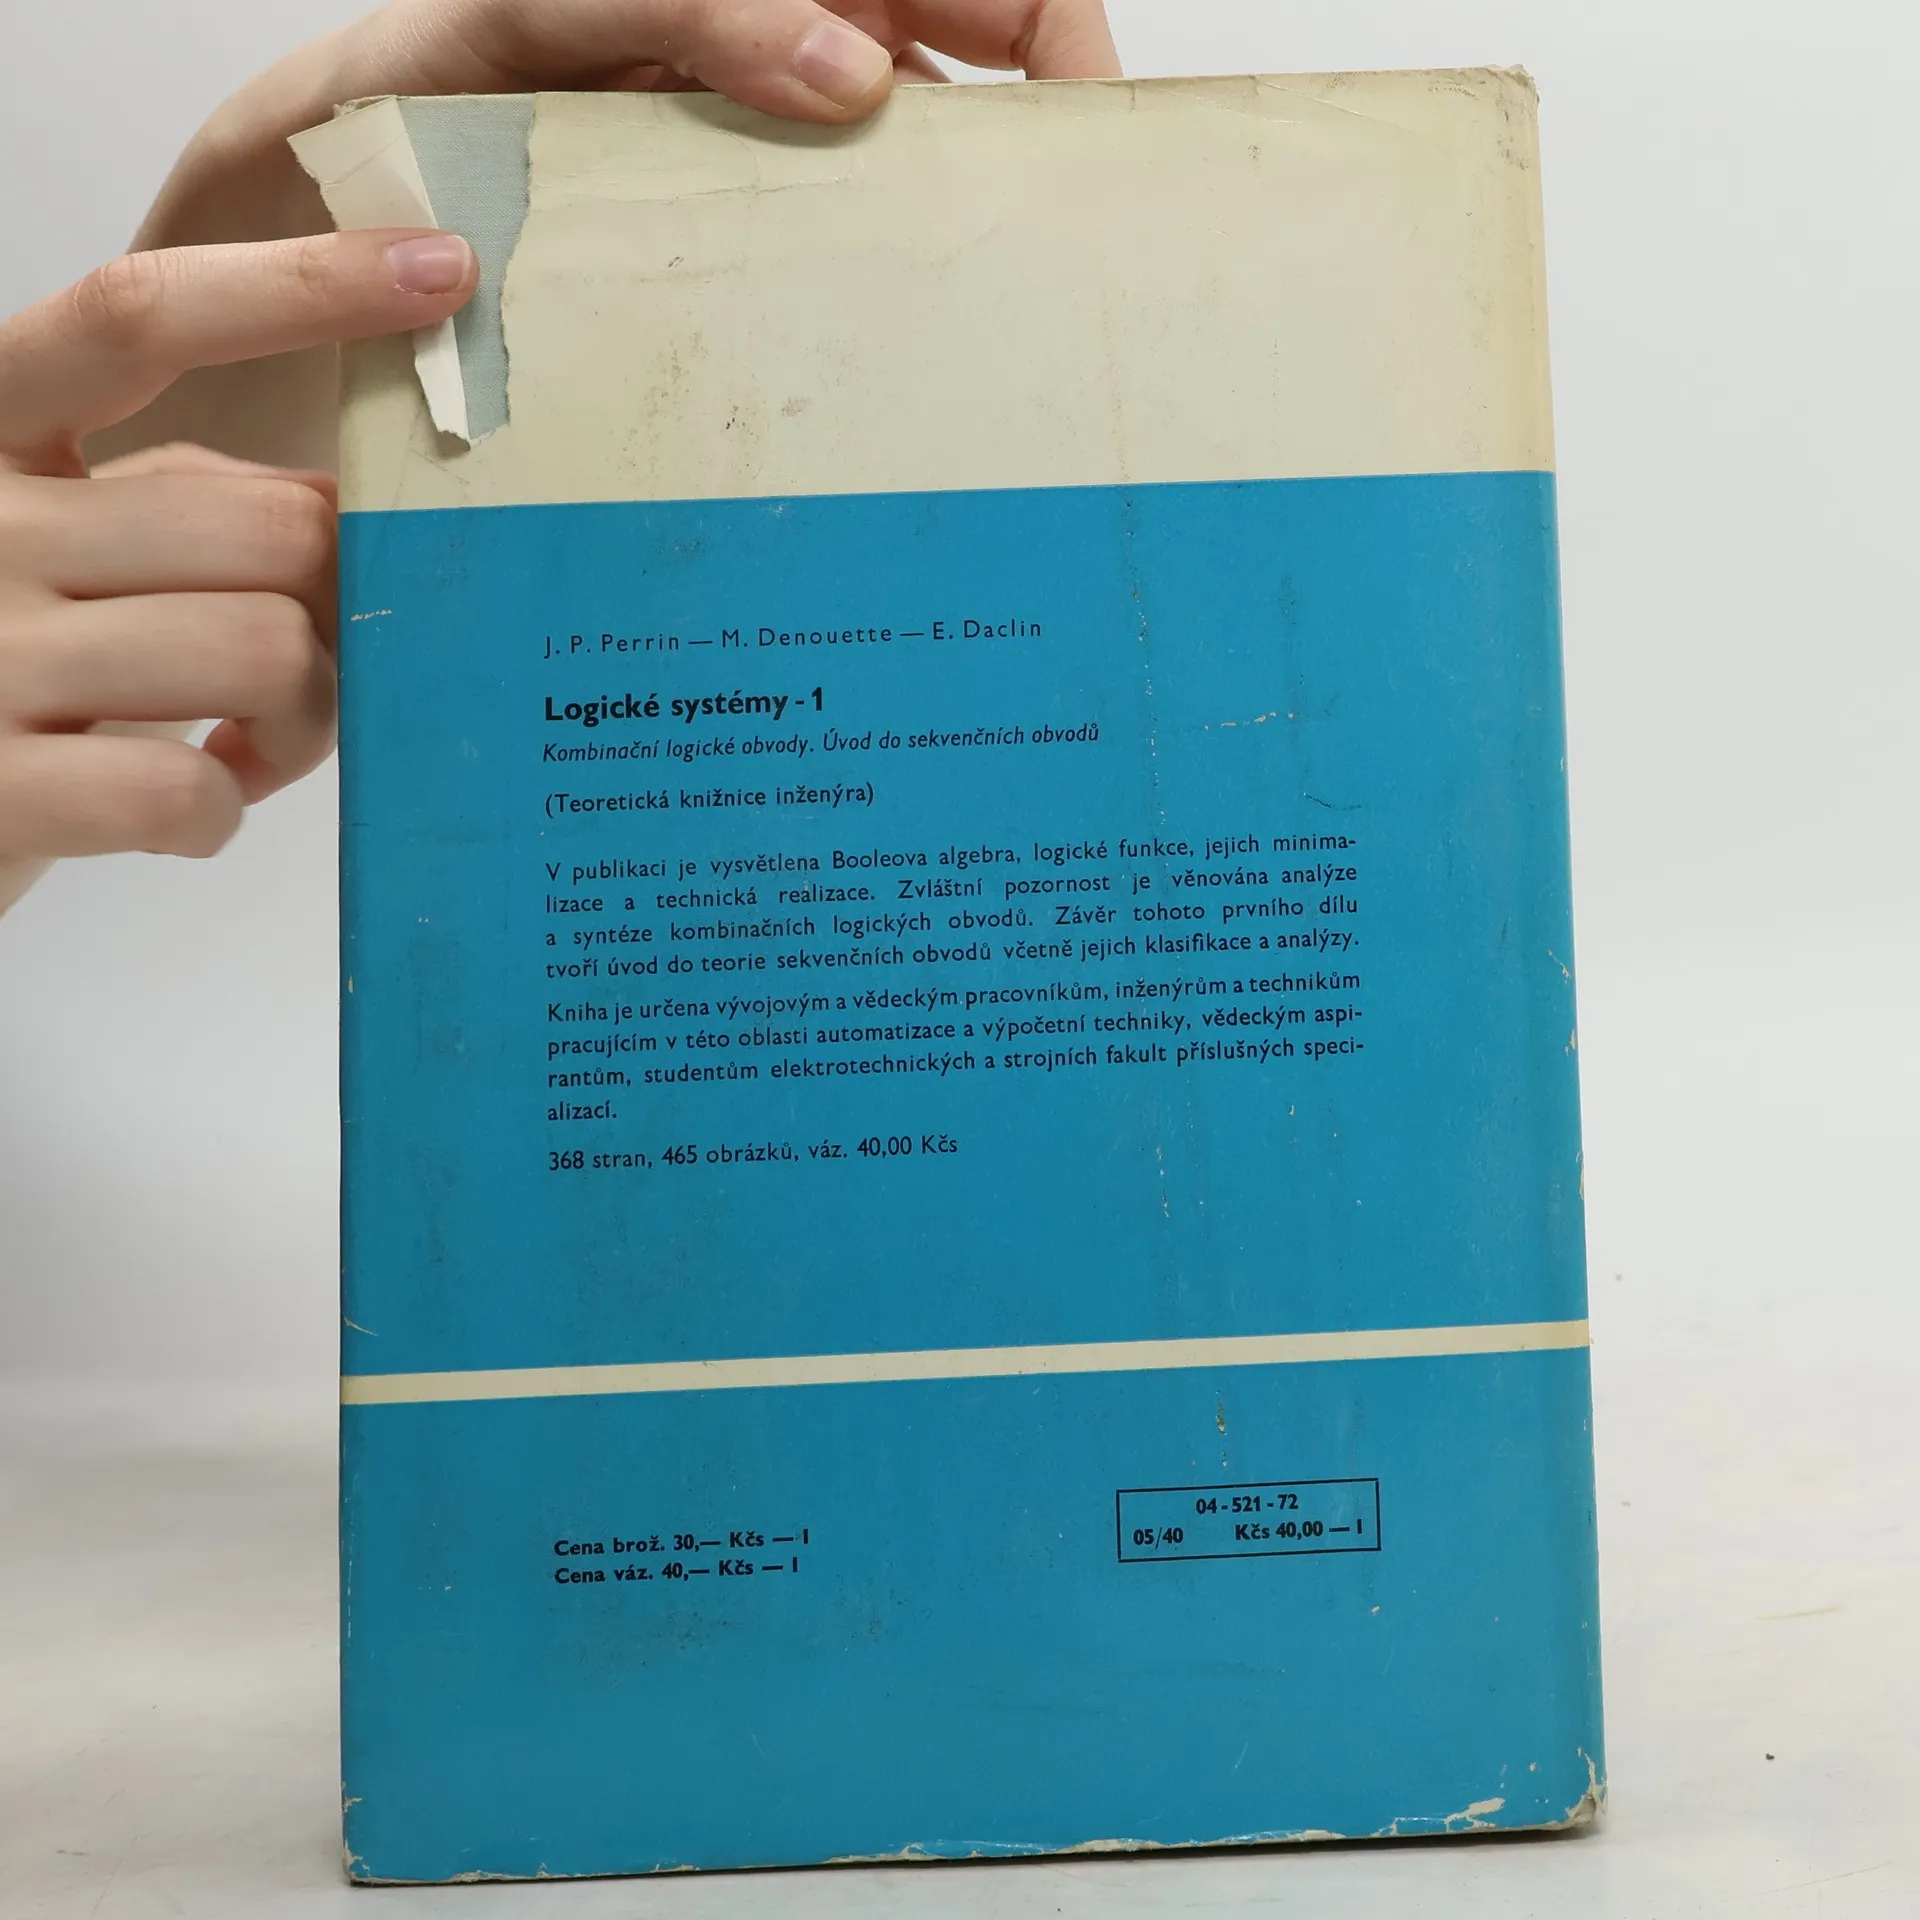 J. P. Perrin — M. Denouette — E. Daclin
Logické systémy - 1
Kombinační logické obvody. Úvod do sekvenčních obvodů
(Teoretická knižnice inženýra)
V publikaci je vysvětlena Booleova algebra, logické funkce, jejich minima-
lizace a technická realizace. Zvláštní pozornost je věnována analýze
a syntéze kombinačních logických obvodů. Závěr tohoto prvního dílu
tvoří úvod do teorie sekvenčních obvodů včetně jejich klasifikace a analýzy.
Kniha je určena vývojovým a vědeckým pracovníkům, inženýrům a technikům
pracujícím v této oblasti automatizace a výpočetní techniky, vědeckým aspi-
rantům, studentům elektrotechnických a strojních fakult příslušných speci-
alizací.
368 stran, 465 obrázků, váz. 40,00 Kčs
Cena brož. 30,— Kčs — I
Cena váz. 40,— Kčs — I
04 - 521 - 72
05/40 Kčs 40,00 — I